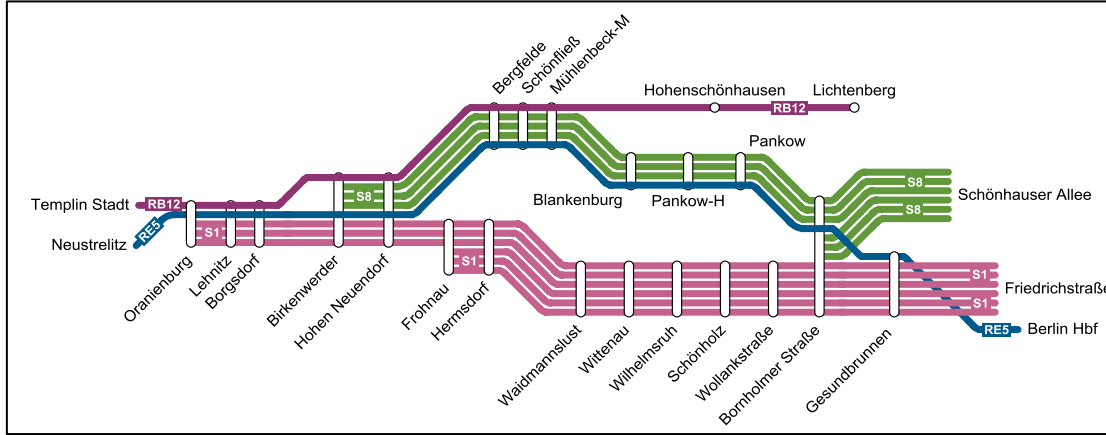 Bergfelde
Schönfließ
Mühlenbeck-M
Hohenschönhausen
Lichtenberg
RB12
Pankow
S8
S8
Schönhauser Allee
Templin Stadt
RB12
Blankenburg
Pankow-H
S8
Neustrelitz
RE5
S1
S1
S1
Friedrichstraße
S1
RE5
Berlin Hbf
Oranienburg
Lehnitz
Borgsdorf
Birkenwerder
Hohen Neuendorf
Frohnau
Hermsdorf
Waidmannslust
Wittenau
Wilhelmsruh
Schönholz
Wollankstraße
Bornholmer Straße
Gesundbrunnen